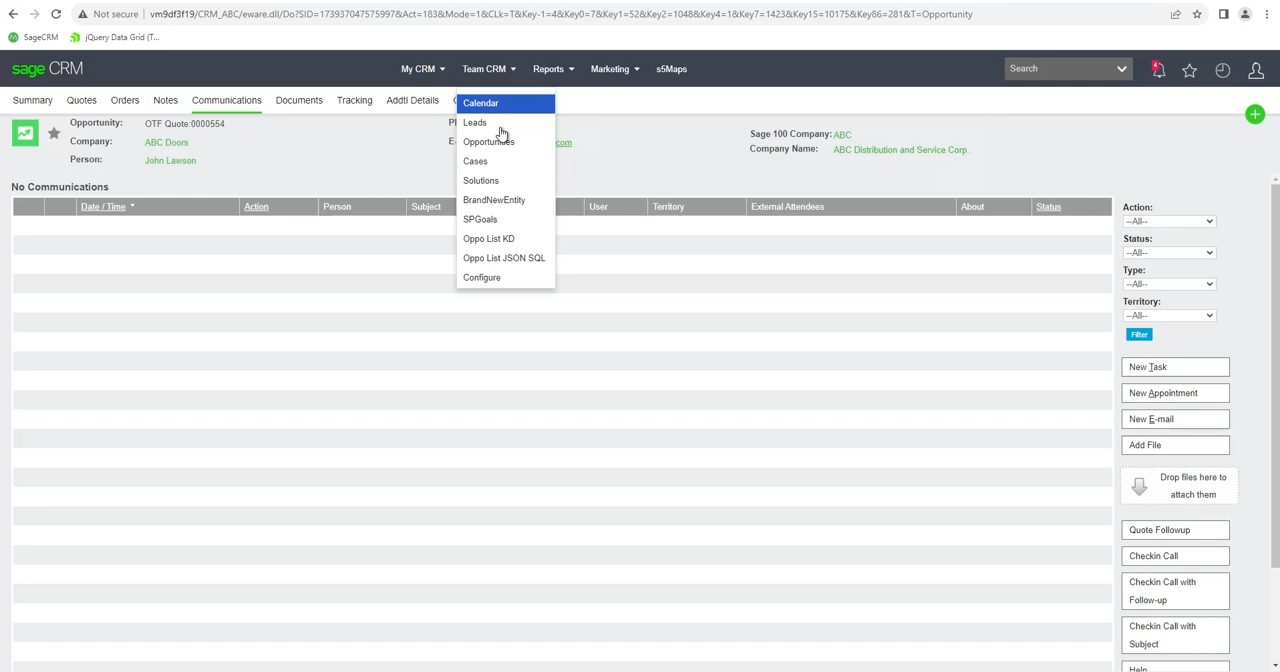 Not secure | vm9df3f19/CRM_ABC/eware.dll/Do?SID=173937047575997&Act=183&Mode=1&CLk=T&Key-1=4&Key0=7&Key1=52&Key2=1048&Key4=1&Key7=1423&Key15=10175&Key86=281&T=Opportunity
SageCRM jQuery Data Grid (T...
sage CRM My CRM Team CRM Reports Marketing s5Maps Search 4
Summary Quotes Orders Notes Communications Documents Tracking Addtl Details
Calendar
Leads
Opportunities
Cases
Solutions
BrandNewEntity
SPGoals
Oppo List KD
Oppo List JSON SQL
Configure
Opportunity: OTF Quote:0000554
Company: ABC Doors
Person: John Lawson
E- com
Sage 100 Company: ABC
Company Name: ABC Distribution and Service Corp.
No Communications
Date / Time Action Person Subject User Territory External Attendees About Status
Action:
--All--
Status:
--All--
Type:
--All--
Territory:
--All--
Filter
New Task
New Appointment
New E-mail
Add File
Drop files here to
attach them
Quote Followup
Checkin Call
Checkin Call with
Follow-up
Checkin Call with
Subject
Help